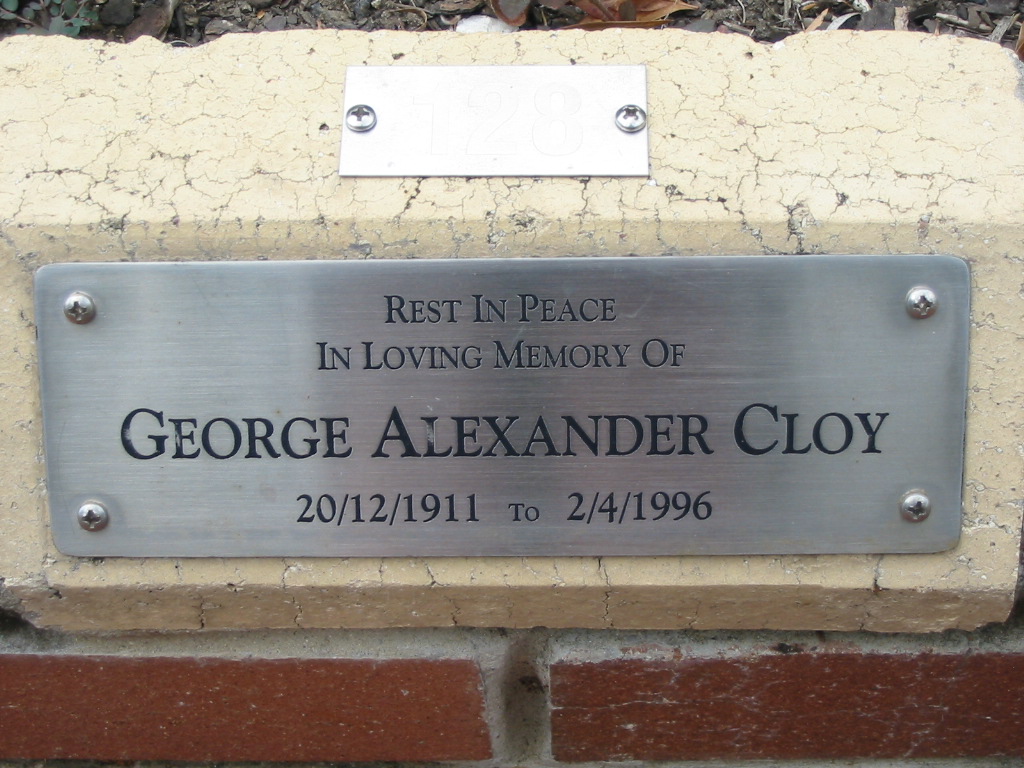 128
Rest In Peace
In Loving Memory Of
George Alexander Cloy
20/12/1911 To 2/4/1996